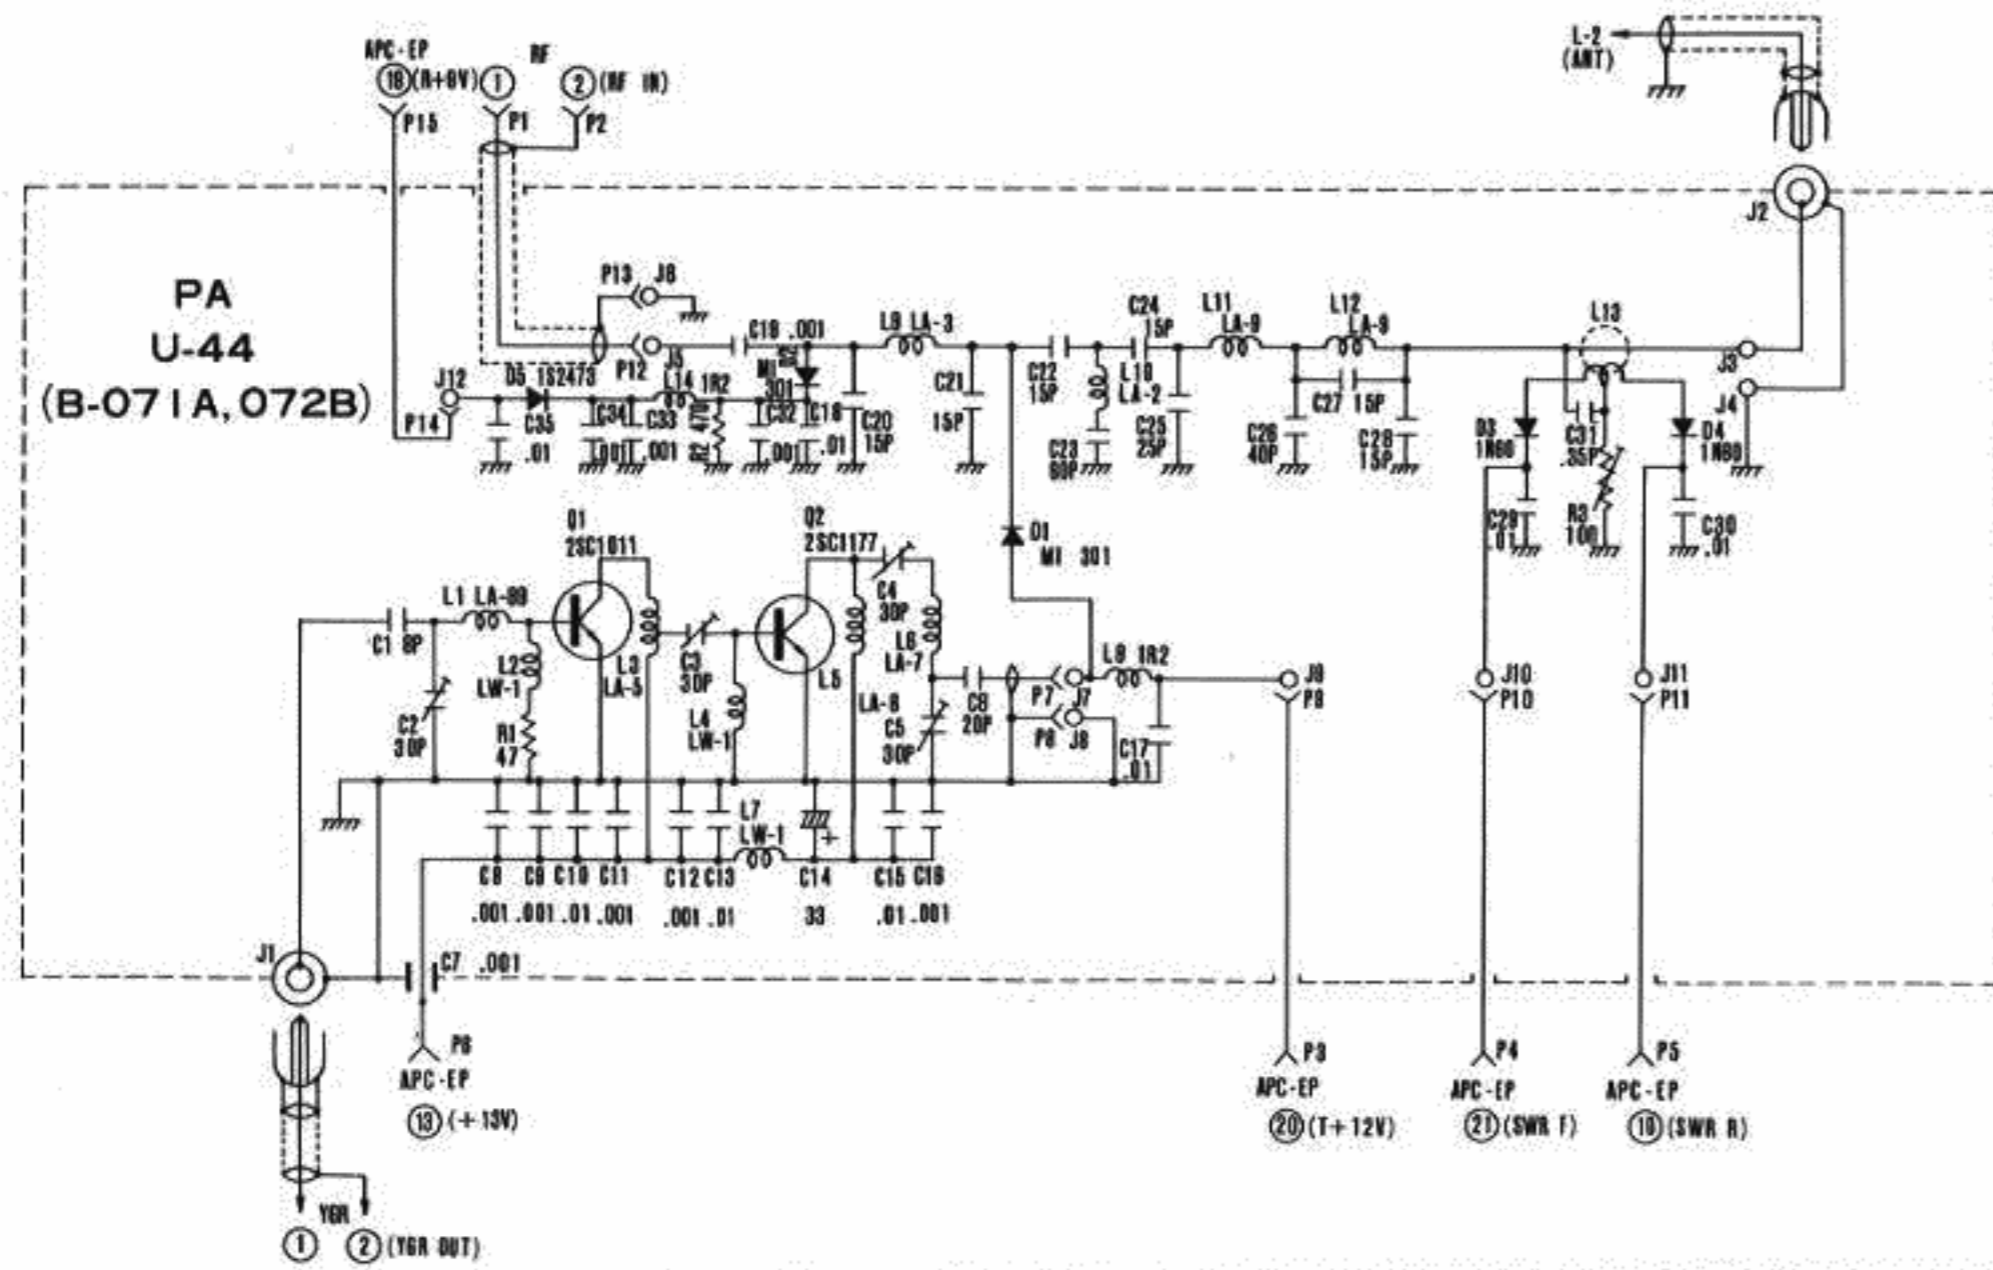 APC-EP
18 (R+9V)
1
RF
2 (RF IN)
P15
P1
P2
L-2
(ANT)
J2
PA
U-44
(B-071A, 072B)
P13
J6
P12
J5
C19 .001
D2
MI
301
L9 LA-3
C24
15P
L11
LA-9
L12
LA-9
L13
J3
J4
J12
P14
D5 1S2473
L14 1R2
C35
.01
C34
.001
C33
.001
R2 470
C32
.001
C18
.01
C20
15P
C21
15P
C22
15P
L10
LA-2
C23
60P
C25
25P
C26
40P
C27 15P
C28
15P
D3
1N60
C31
.35P
D4
1N60
C29
.01
R3
100
C30
.01
Q1
2SC1011
Q2
2SC1177
D1
MI 301
L1 LA-99
C1 8P
C2
30P
L2
LW-1
R1
47
L3
LA-5
C3
30P
L4
LW-1
L5
LA-6
C4
30P
L6
LA-7
C5
30P
C6
20P
P7
J7
P8
J8
L8 1R2
C17
.01
J9
P9
J10
P10
J11
P11
L7
LW-1
C8 C9 C10 C11 C12 C13 C14 C15 C16
.001 .001 .01 .001 .001 .01 33 .01 .001
+
J1
C7 .001
P6
APC-EP
13 (+13V)
P3
APC-EP
20 (T+12V)
P4
APC-EP
21 (SWR F)
P5
APC-EP
19 (SWR R)
YGR
1
2 (YGR OUT)